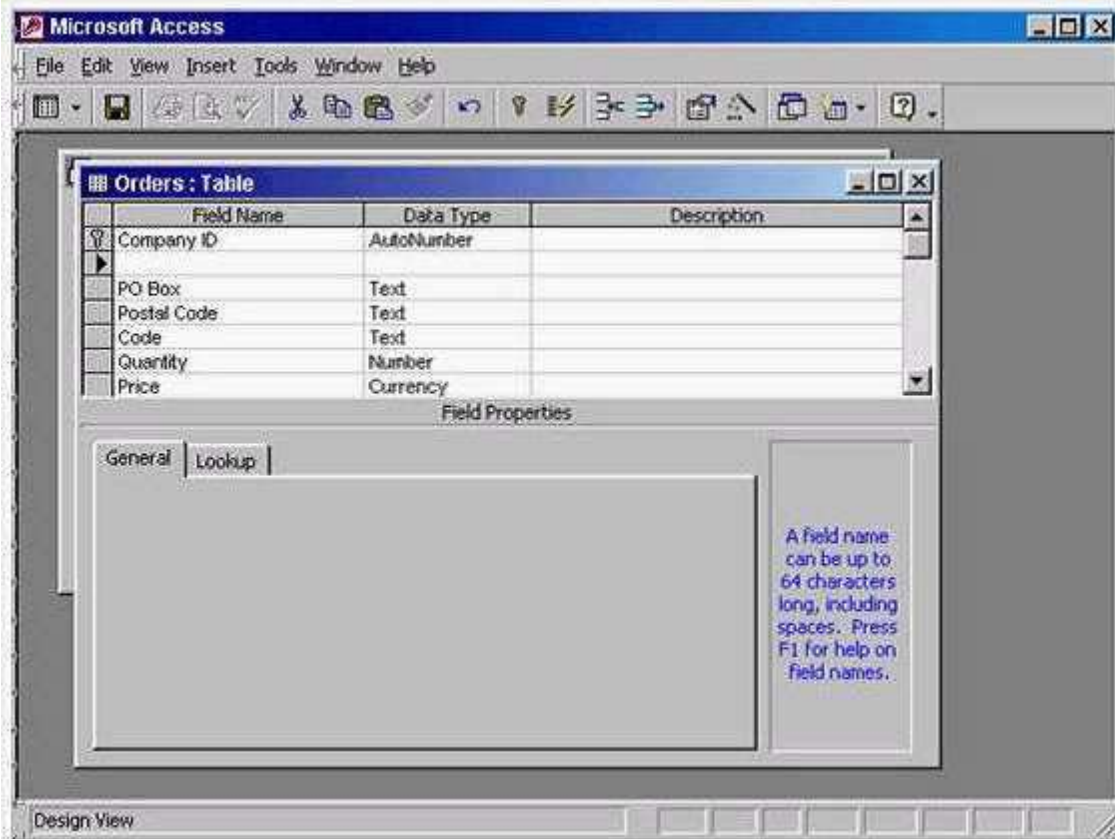 Microsoft Access
File Edit View Insert Tools Window Help
Orders : Table
Field Name Data Type Description
Company ID AutoNumber
PO Box Text
Postal Code Text
Code Text
Quantity Number
Price Currency
Field Properties
General Lookup
A field name
can be up to
64 characters
long, including
spaces. Press
F1 for help on
field names.
Design View